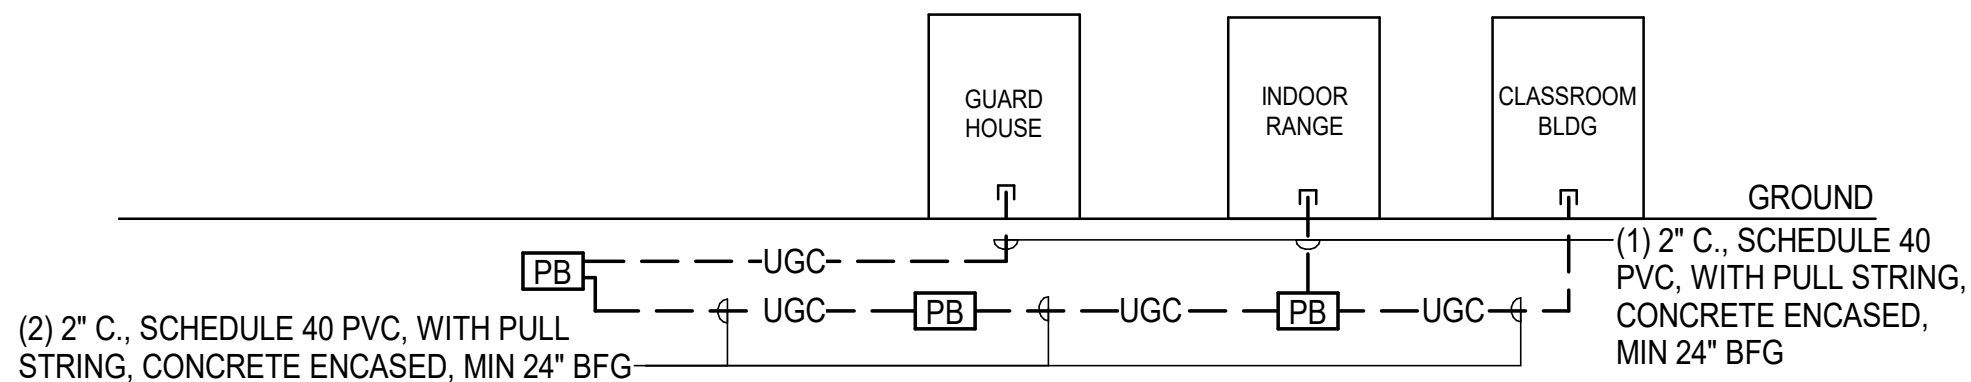 GUARD
HOUSE
INDOOR
RANGE
CLASSROOM
BLDG
GROUND
UGC
PB
UGC
PB
UGC
PB
UGC
(1) 2" C., SCHEDULE 40
PVC, WITH PULL STRING,
CONCRETE ENCASED,
MIN 24" BFG
(2) 2" C., SCHEDULE 40 PVC, WITH PULL
STRING, CONCRETE ENCASED, MIN 24" BFG